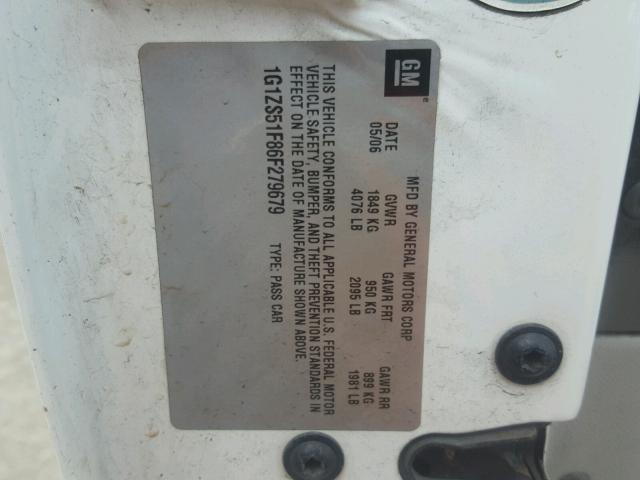 GM
MFD BY GENERAL MOTORS CORP
DATE GVWR GAWR FRT GAWR RR
05/06 1849 KG 950 KG 899 KG
4076 LB 2095 LB 1981 LB
THIS VEHICLE CONFORMS TO ALL APPLICABLE U.S. FEDERAL MOTOR
VEHICLE SAFETY, BUMPER, AND THEFT PREVENTION STANDARDS IN
EFFECT ON THE DATE OF MANUFACTURE SHOWN ABOVE.
1G1ZS51F86F279679 TYPE: PASS CAR